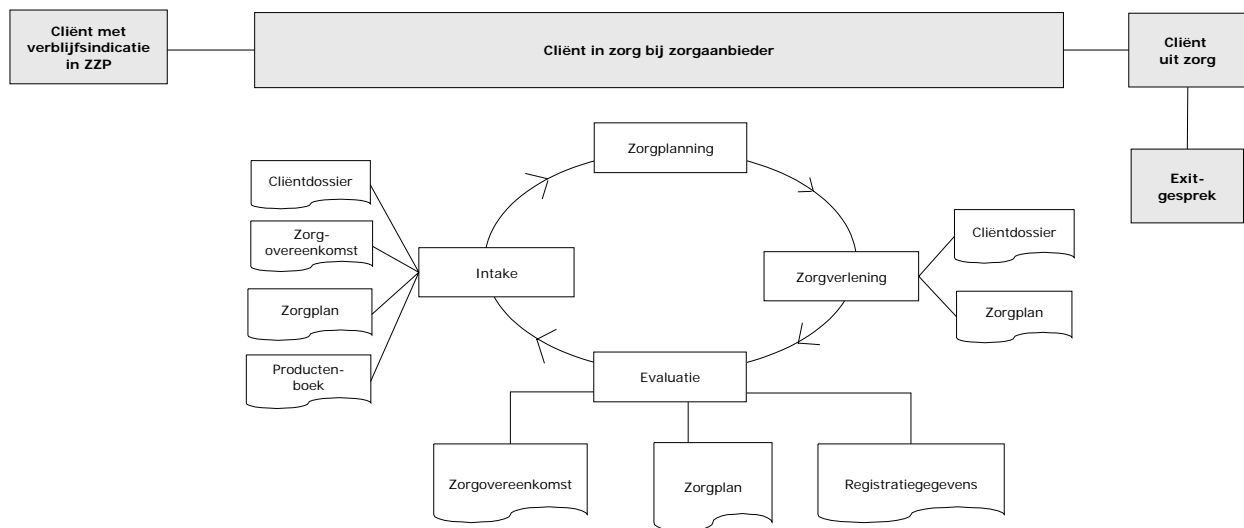 Cliënt met
verblijfsindicatie
in ZZP
Cliënt in zorg bij zorgaanbieder
Cliënt
uit zorg
Exit-
gesprek
Zorgplanning
Cliëntdossier
Zorg-
overeenkomst
Zorgplan
Producten-
boek
Intake
Zorgverlening
Cliëntdossier
Zorgplan
Evaluatie
Zorgovereenkomst
Zorgplan
Registratiegegevens